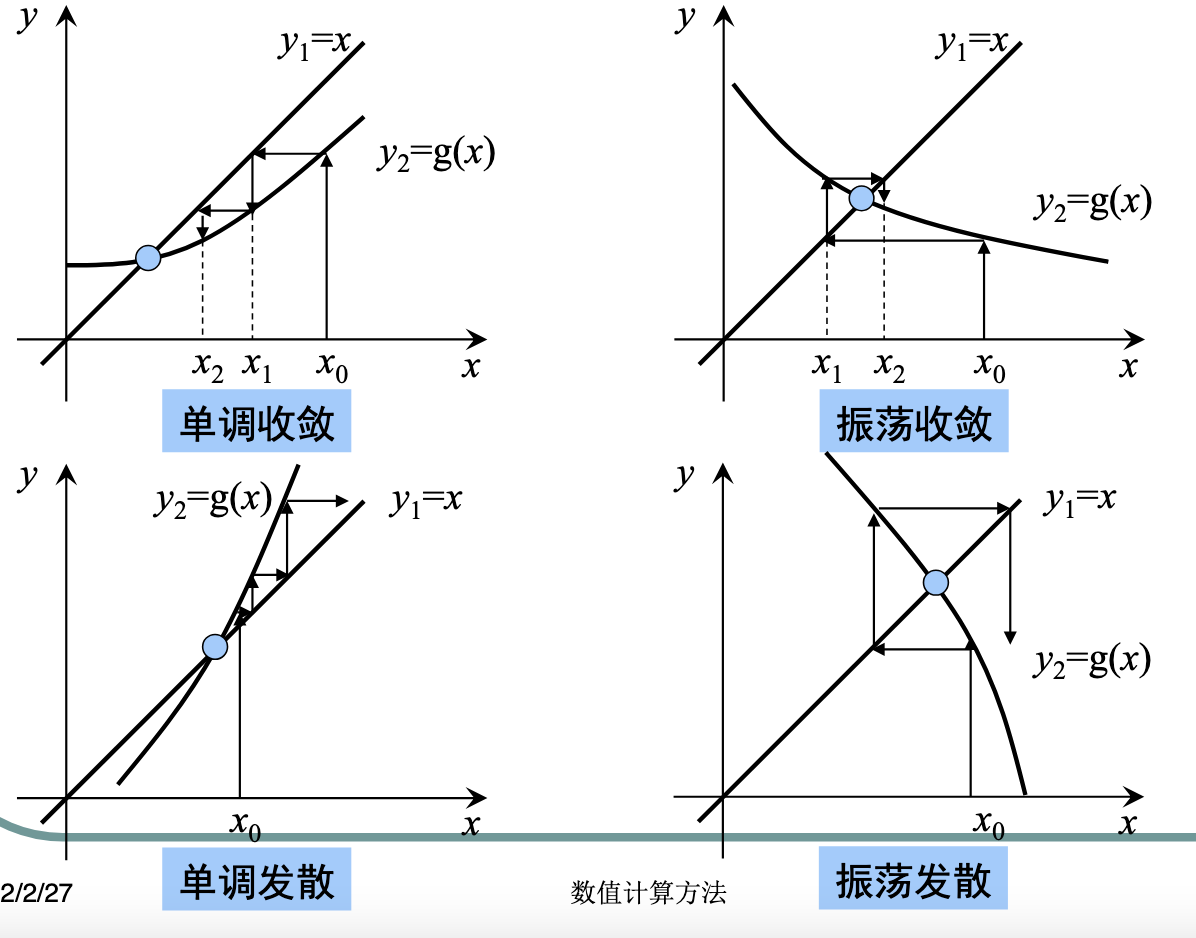 y y₁=x
y₂=g(x)
x₂ x₁ x₀ x
单调收敛
y y₁=x
y₂=g(x)
x₁ x₂ x₀ x
振荡收敛
y y₂=g(x) y₁=x
x₀ x
单调发散
y y₁=x
y₂=g(x)
x₀ x
振荡发散
2/2/27
数值计算方法